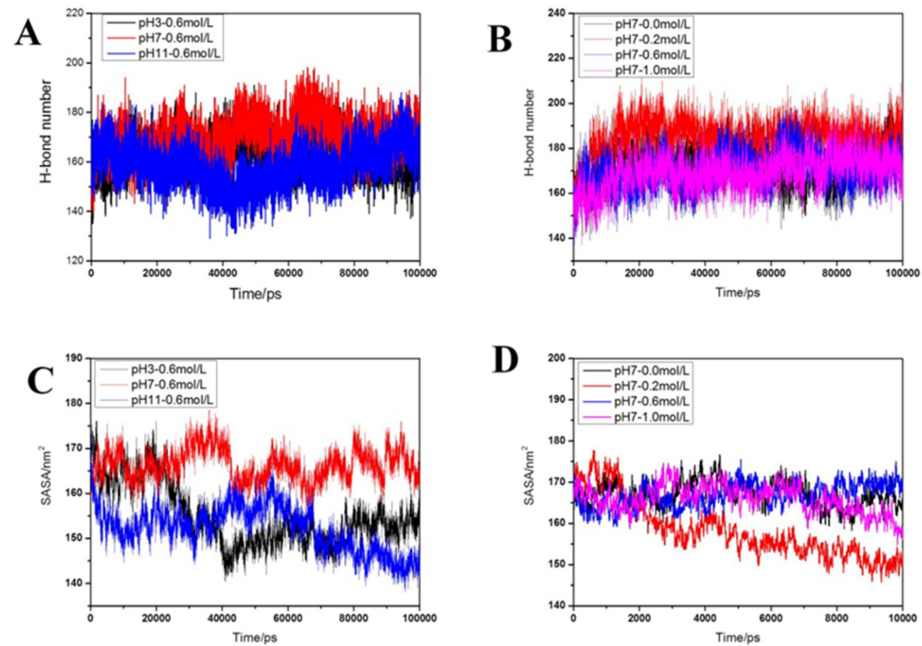 A
pH3-0.6mol/L
pH7-0.6mol/L
pH11-0.6mol/L
H-bond number
220
200
180
160
140
120
0 20000 40000 60000 80000 100000
Time/ps
B
pH7-0.0mol/L
pH7-0.2mol/L
pH7-0.6mol/L
pH7-1.0mol/L
H-bond number
240
220
200
180
160
140
130
0 20000 40000 60000 80000 100000
Time/ps
C
pH3-0.6mol/L
pH7-0.6mol/L
pH11-0.6mol/L
SASA/nm²
190
180
170
160
150
140
0 20000 40000 60000 80000 100000
Time/ps
D
pH7-0.0mol/L
pH7-0.2mol/L
pH7-0.6mol/L
pH7-1.0mol/L
SASA/nm²
200
190
180
170
160
150
140
0 2000 4000 6000 8000 10000
Time/ps